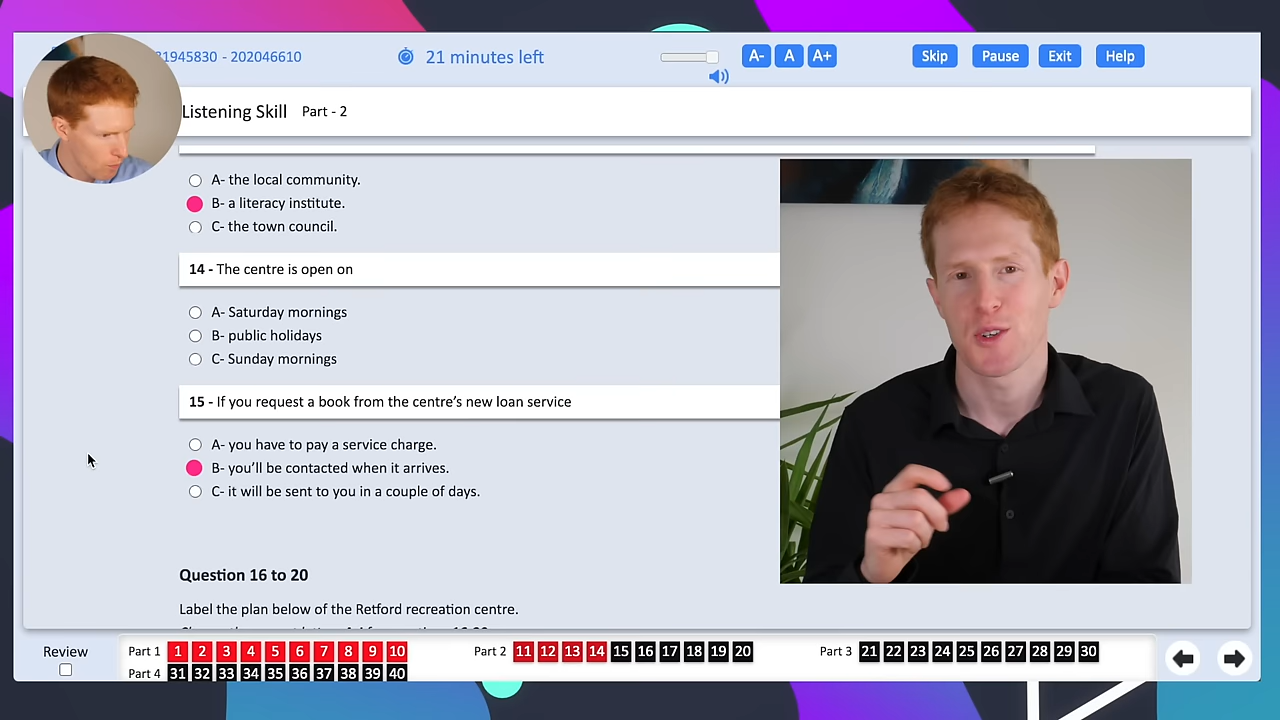 31945830 - 202046610
21 minutes left
A- A A+
Skip Pause Exit Help
Listening Skill Part - 2
A- the local community.
B- a literacy institute.
C- the town council.
14 - The centre is open on
A- Saturday mornings
B- public holidays
C- Sunday mornings
15 - If you request a book from the centre’s new loan service
A- you have to pay a service charge.
B- you’ll be contacted when it arrives.
C- it will be sent to you in a couple of days.
Question 16 to 20
Label the plan below of the Retford recreation centre.
Review
Part 1 1 2 3 4 5 6 7 8 9 10 Part 2 11 12 13 14 15 16 17 18 19 20 Part 3 21 22 23 24 25 26 27 28 29 30
Part 4 31 32 33 34 35 36 37 38 39 40